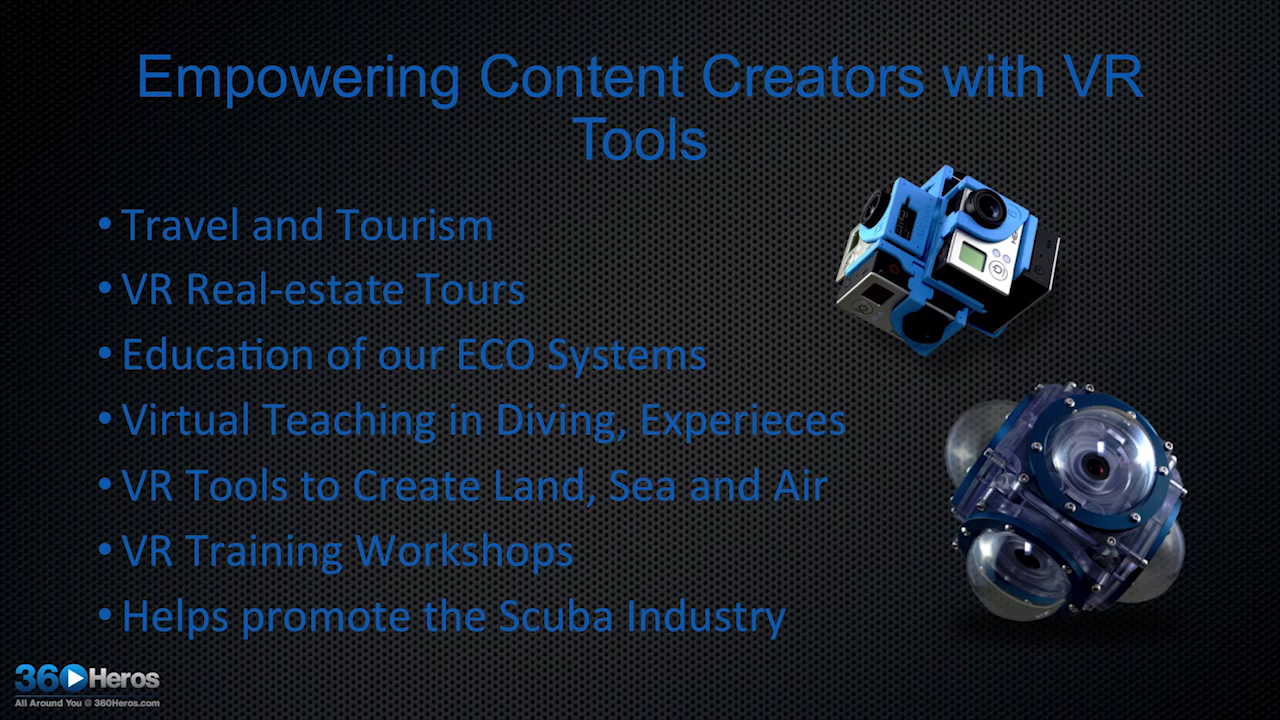 Empowering Content Creators with VR
Tools
• Travel and Tourism
• VR Real-estate Tours
• Education of our ECO Systems
• Virtual Teaching in Diving, Experieces
• VR Tools to Create Land, Sea and Air
• VR Training Workshops
• Helps promote the Scuba Industry
360Heros
All Around You @ 360Heros.com